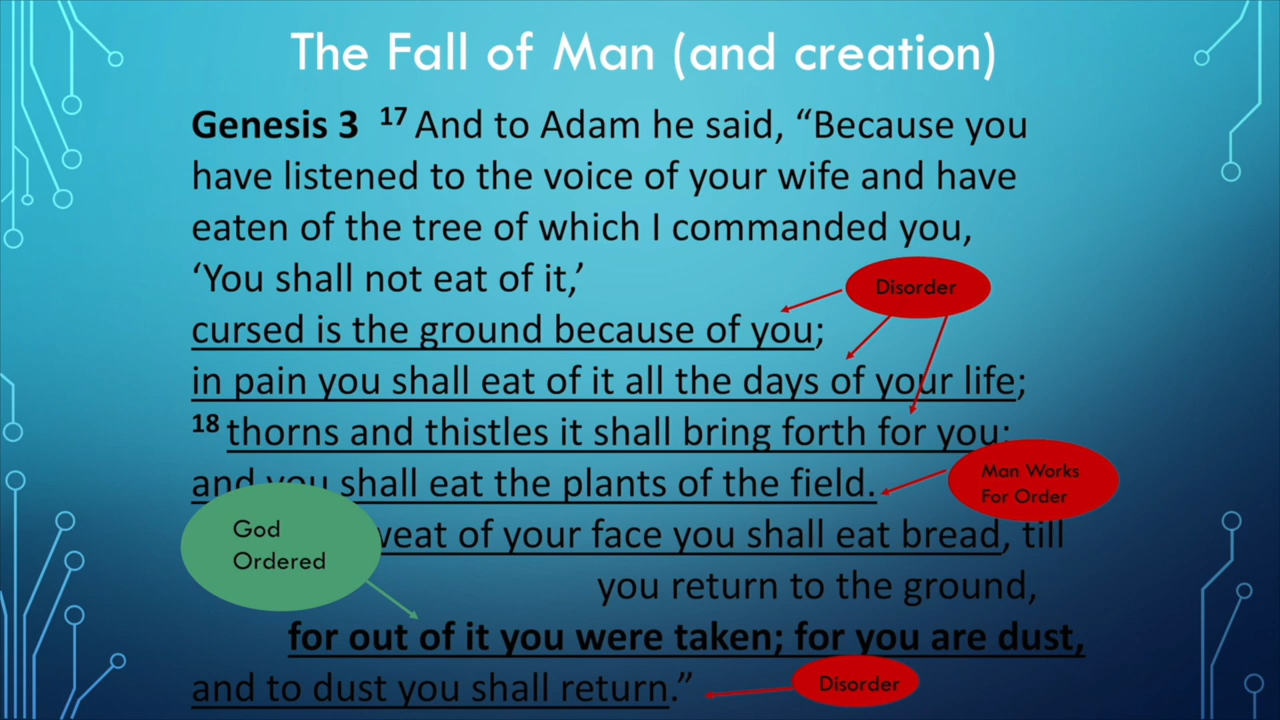 The Fall of Man (and creation)
Genesis 3 17 And to Adam he said, “Because you
have listened to the voice of your wife and have
eaten of the tree of which I commanded you,
‘You shall not eat of it,’
Disorder
cursed is the ground because of you;
in pain you shall eat of it all the days of your life;
18 thorns and thistles it shall bring forth for you;
Man Works
For Order
and you shall eat the plants of the field.
God
Ordered
of your face you shall eat bread, till
you return to the ground,
for out of it you were taken; for you are dust,
and to dust you shall return.”
Disorder